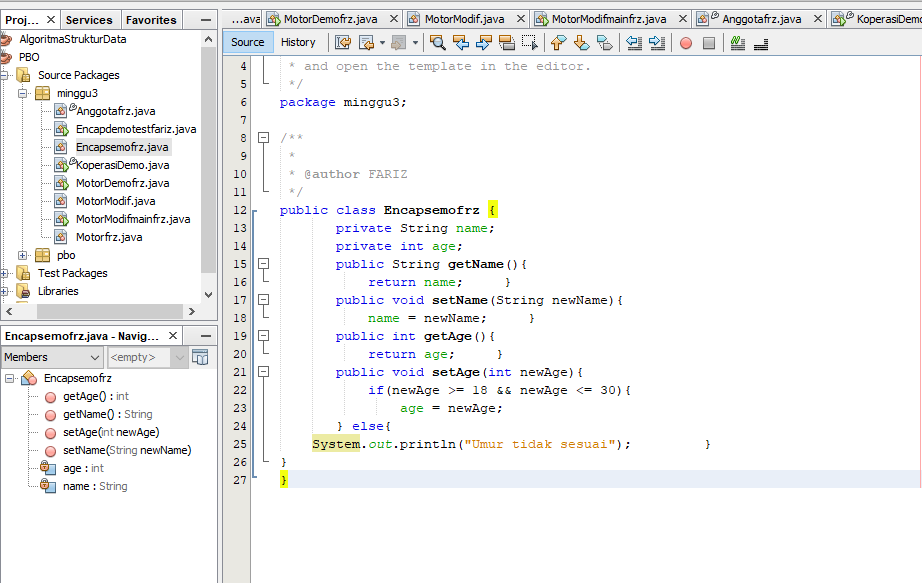 Proj... × Services Favorites
AlgoritmaStrukturData
PBO
Source Packages
minggu3
Anggotafrz.java
Encapdemotestfariz.java
Encapsemofrz.java
KoperasiDemo.java
MotorDemofrz.java
MotorModif.java
MotorModifmainfrz.java
Motorfrz.java
pbo
Test Packages
Libraries
Encapsemofrz.java - Navig... ×
Members <empty>
Encapsemofrz
getAge() : int
getName() : String
setAge(int newAge)
setName(String newName)
age : int
name : String
...ava MotorDemofrz.java × MotorModif.java × MotorModifmainfrz.java × Anggotafrz.java × KoperasiDemo
Source History
4 * and open the template in the editor.
5 */
6 package minggu3;
7
8 /**
9 *
10 * @author FARIZ
11 */
12 public class Encapsemofrz {
13 private String name;
14 private int age;
15 public String getName(){
16 return name; }
17 public void setName(String newName){
18 name = newName; }
19 public int getAge(){
20 return age; }
21 public void setAge(int newAge){
22 if(newAge >= 18 && newAge <= 30){
23 age = newAge;
24 } else{
25 System.out.println("Umur tidak sesuai"); }
26 }
27 }